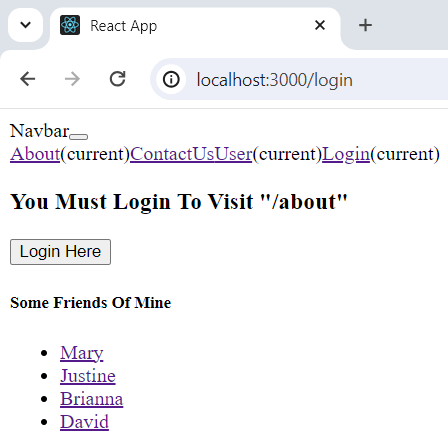 React App
localhost:3000/login
Navbar
About(current)ContactUsUser(current)Login(current)
You Must Login To Visit "/about"
Login Here
Some Friends Of Mine
Mary
Justine
Brianna
David